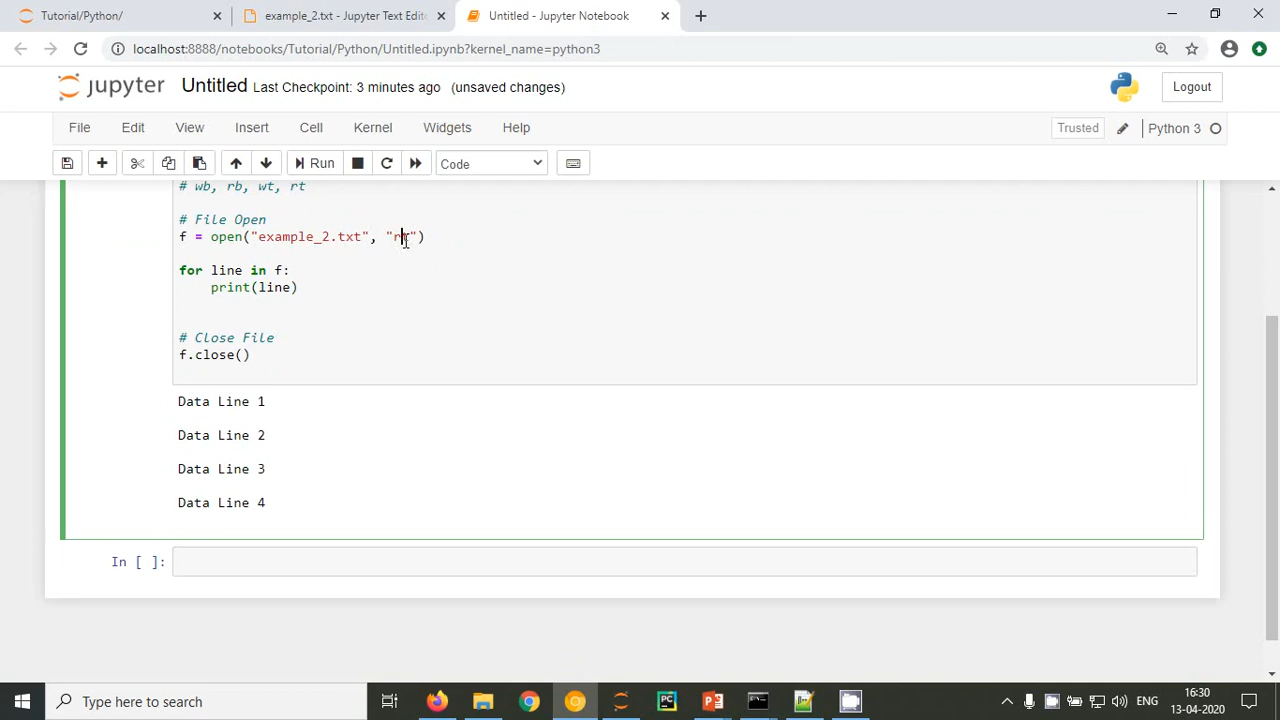 Tutorial/Python/
example_2.txt - Jupyter Text Edit
Untitled - Jupyter Notebook
localhost:8888/notebooks/Tutorial/Python/Untitled.ipynb?kernel_name=python3
jupyter Untitled Last Checkpoint: 3 minutes ago (unsaved changes)
Logout
File Edit View Insert Cell Kernel Widgets Help
Trusted
Python 3
Run
Code
# wb, rb, wt, rt
# File Open
f = open("example_2.txt", "rt")
for line in f:
print(line)
# Close File
f.close()
Data Line 1
Data Line 2
Data Line 3
Data Line 4
In [ ]:
Type here to search
ENG
16:30
13-04-2020